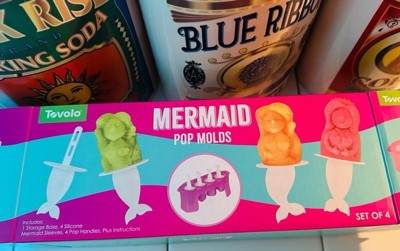 K RIS
BRAND
KING SODA
BLUE RIBBO
Tovolo
MERMAID
POP MOLDS
Includes:
1 Storage Base, 4 Silicone
Mermaid Sleeves, 4 Pop Handles, Plus Instructions
SET OF 4